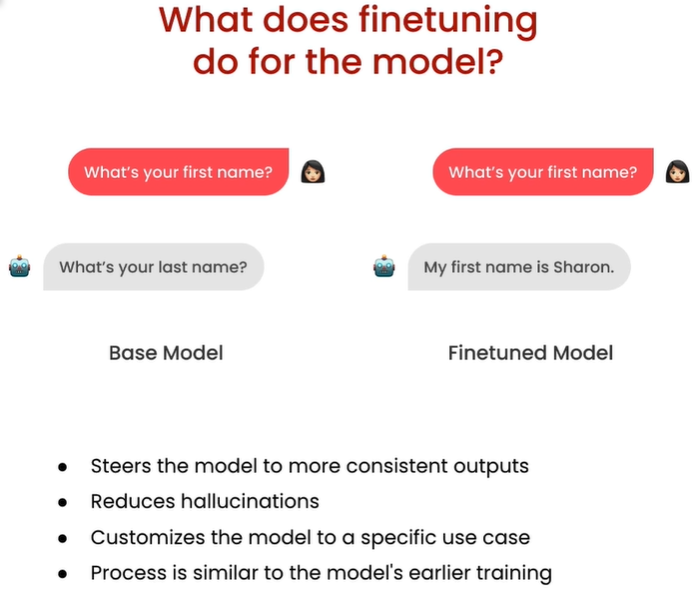 What does finetuning
do for the model?
What's your first name?
What's your first name?
What's your last name?
My first name is Sharon.
Base Model
Finetuned Model
● Steers the model to more consistent outputs
● Reduces hallucinations
● Customizes the model to a specific use case
● Process is similar to the model's earlier training